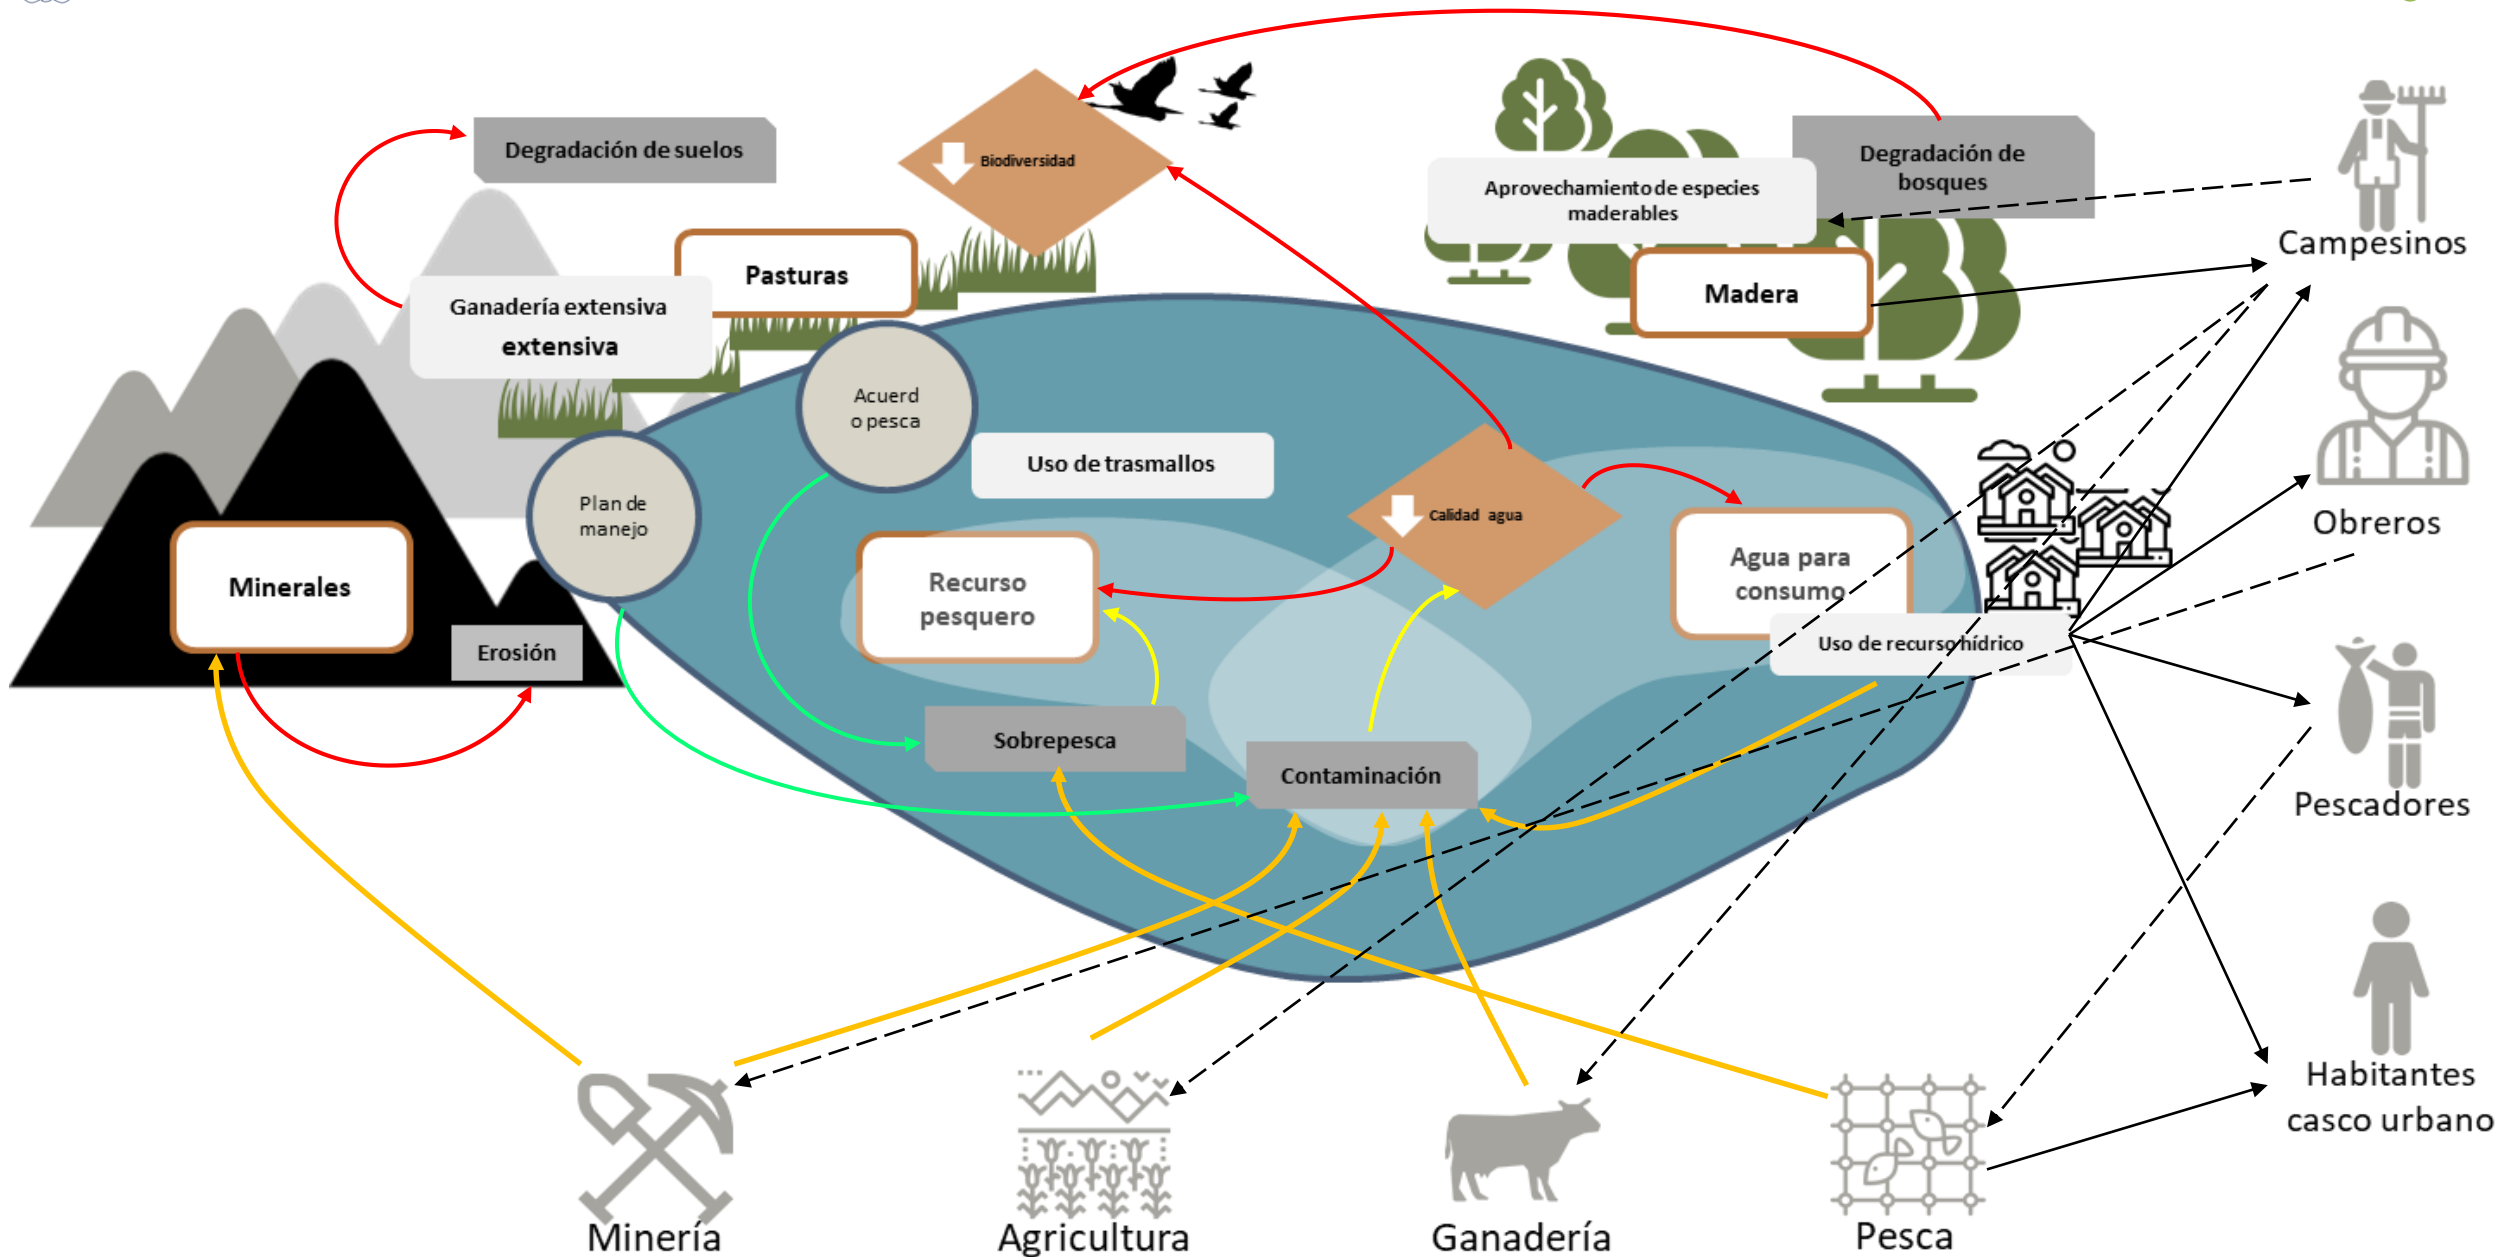 Degradación de suelos
Biodiversidad
Degradación de
bosques
Aprovechamiento de especies
maderables
Campesinos
Pasturas
Madera
Ganadería extensiva
extensiva
Acuerd
o pesca
Uso de trasmallos
Plan de
manejo
Calidad agua
Obreros
Minerales
Recurso
pesquero
Agua para
consumo
Erosión
Uso de recurso hídrico
Sobrepesca
Contaminación
Pescadores
Habitantes
casco urbano
Minería
Agricultura
Ganadería
Pesca